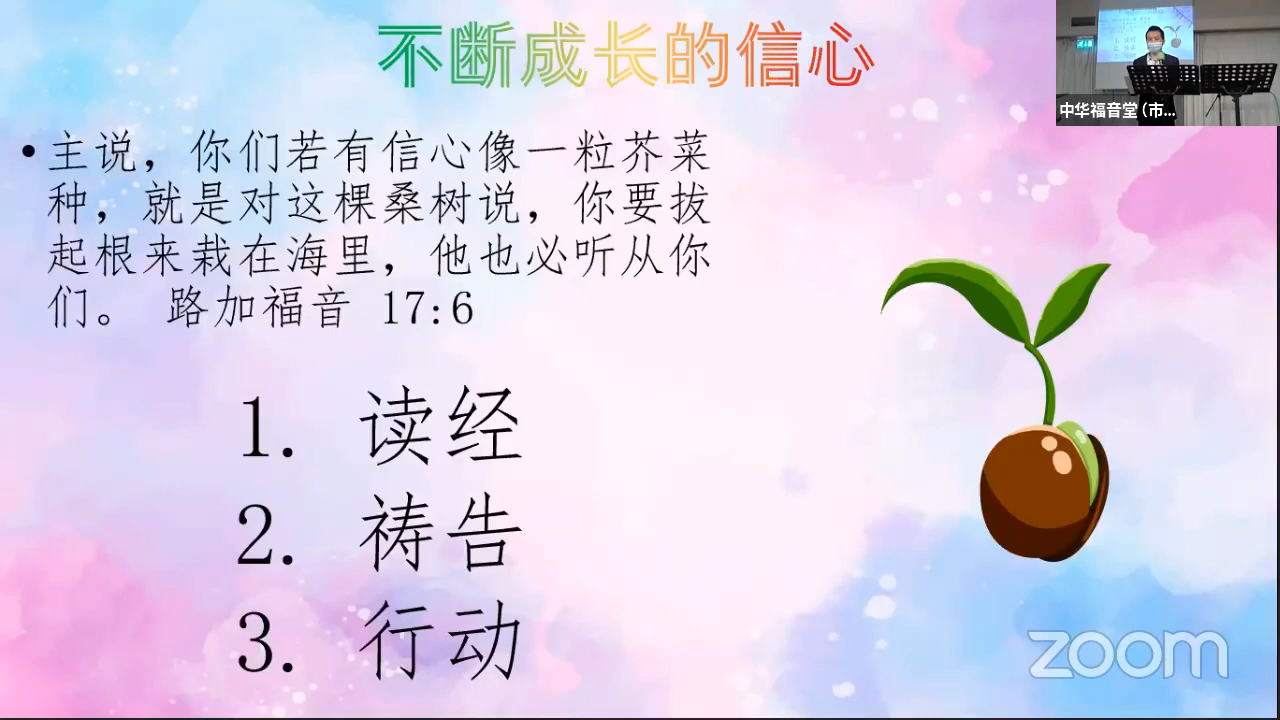 不断成长的信心
• 主说，你们若有信心像一粒芥菜
种，就是对这棵桑树说，你要拔
起根来栽在海里，他也必听从你
们。 路加福音 17:6
1. 读经
2. 祷告
3. 行动
中华福音堂（市...
zoom